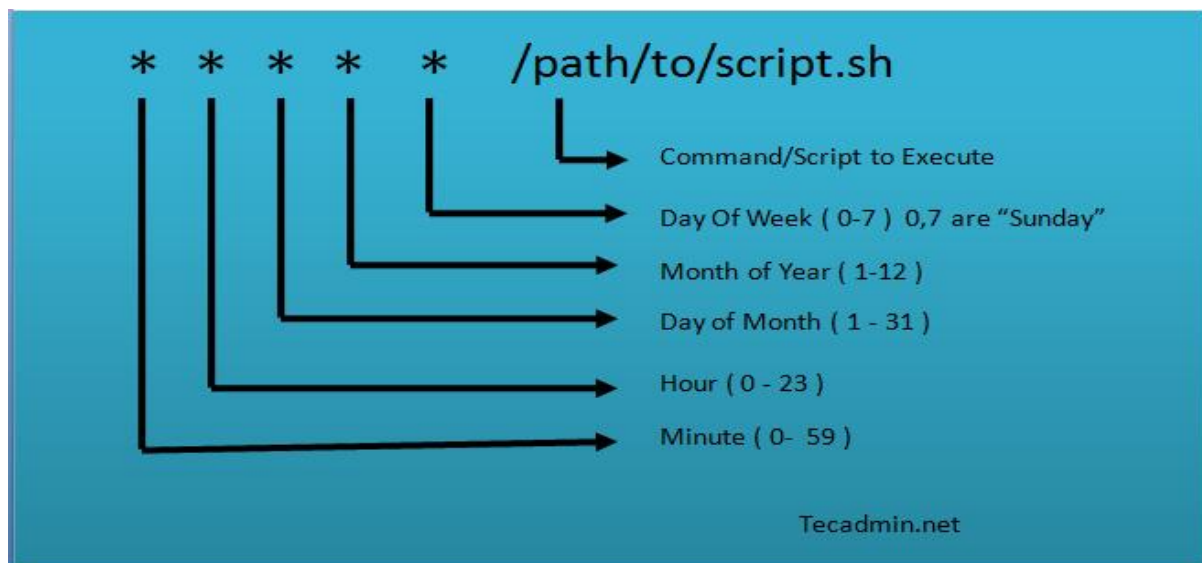 * * * * * /path/to/script.sh
Command/Script to Execute
Day Of Week ( 0-7 ) 0,7 are “Sunday”
Month of Year ( 1-12 )
Day of Month ( 1 - 31 )
Hour ( 0 - 23 )
Minute ( 0- 59 )
Tecadmin.net